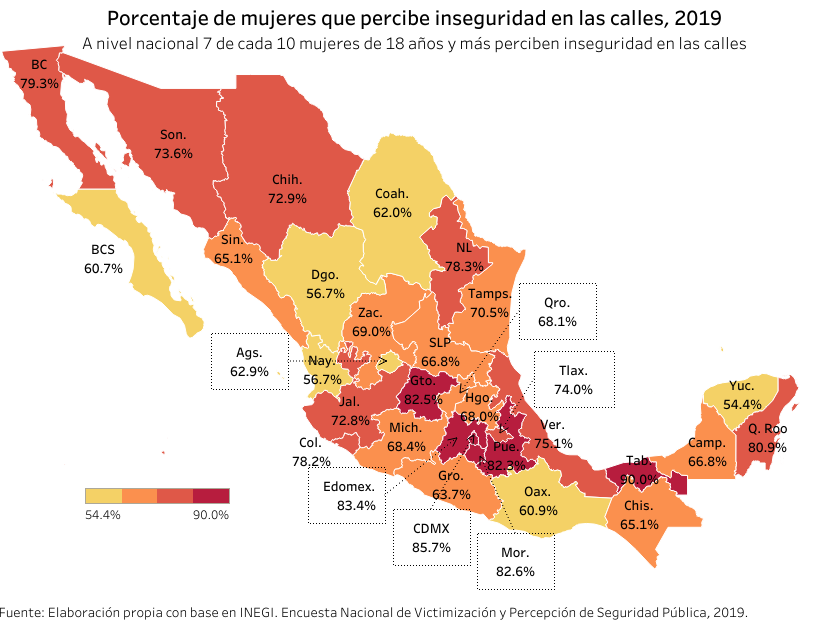 Porcentaje de mujeres que percibe inseguridad en las calles, 2019
A nivel nacional 7 de cada 10 mujeres de 18 años y más perciben inseguridad en las calles
BC
79.3%
Son.
73.6%
Chih.
72.9%
Coah.
62.0%
BCS
60.7%
Sin.
65.1%
Dgo.
56.7%
NL
78.3%
Tamps.
70.5%
Zac.
69.0%
Qro.
68.1%
SLP
66.8%
Ags.
62.9%
Nay.
56.7%
Tlax.
74.0%
Gto.
82.5%
Hgo.
68.0%
Jal.
72.8%
Yuc.
54.4%
Q. Roo
80.9%
Mich.
68.4%
Ver.
75.1%
Col.
78.2%
Pue.
82.3%
Camp.
66.8%
Tab.
90.0%
Edomex.
83.4%
Gro.
63.7%
Oax.
60.9%
Chis.
65.1%
54.4%
90.0%
CDMX
85.7%
Mor.
82.6%
Fuente: Elaboración propia con base en INEGI. Encuesta Nacional de Victimización y Percepción de Seguridad Pública, 2019.